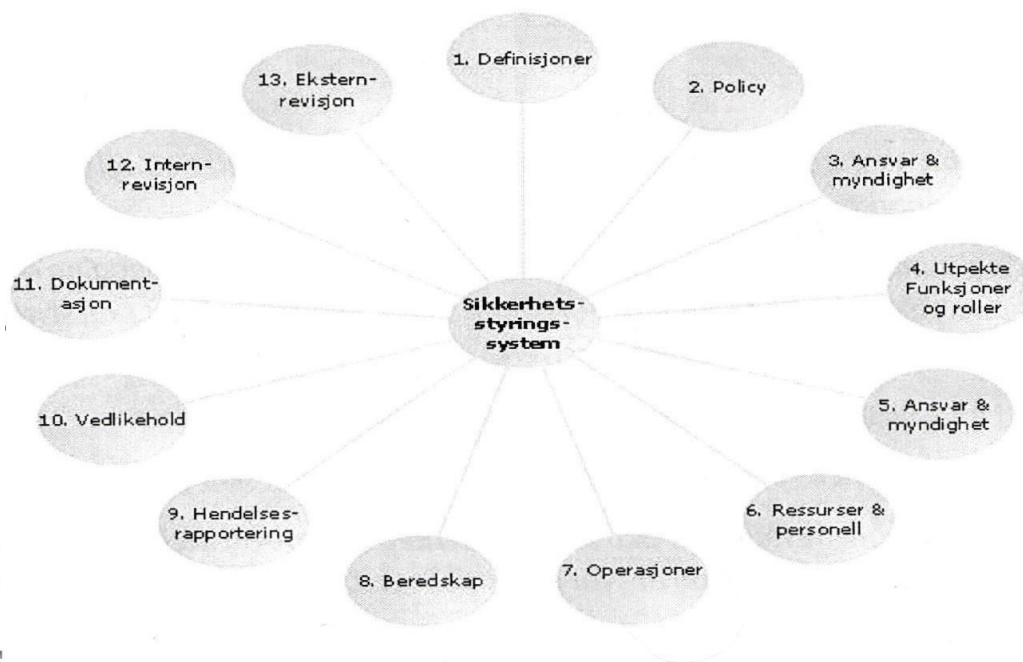 1. Definisjoner
2. Policy
3. Ansvar &
myndighet
4. Utpekte
Funksjoner
og roller
5. Ansvar &
myndighet
6. Ressurser &
personell
7. Operasjoner
8. Beredskap
9. Hendelses-
rapportering
10. Vedlikehold
11. Dokument-
asjon
12. Intern-
revisjon
13. Ekstern-
revisjon
Sikkerhets-
styrings-
system